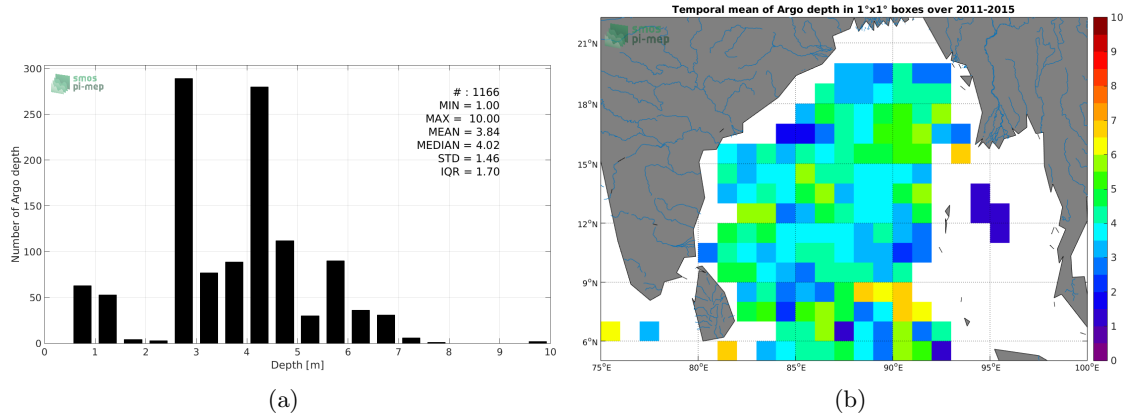 smos
pi-mep
# : 1166
MIN = 1.00
MAX = 10.00
MEAN = 3.84
MEDIAN = 4.02
STD = 1.46
IQR = 1.70
Number of Argo depth
300
250
200
150
100
50
0
1 2 3 4 5 6 7 8 9 10
Depth [m]
(a)
Temporal mean of Argo depth in 1°x1° boxes over 2011-2015
smos
pi-mep
21°N
18°N
15°N
12°N
9°N
6°N
75°E 80°E 85°E 90°E 95°E 100°E
10
9
8
7
6
5
4
3
2
1
0
(b)